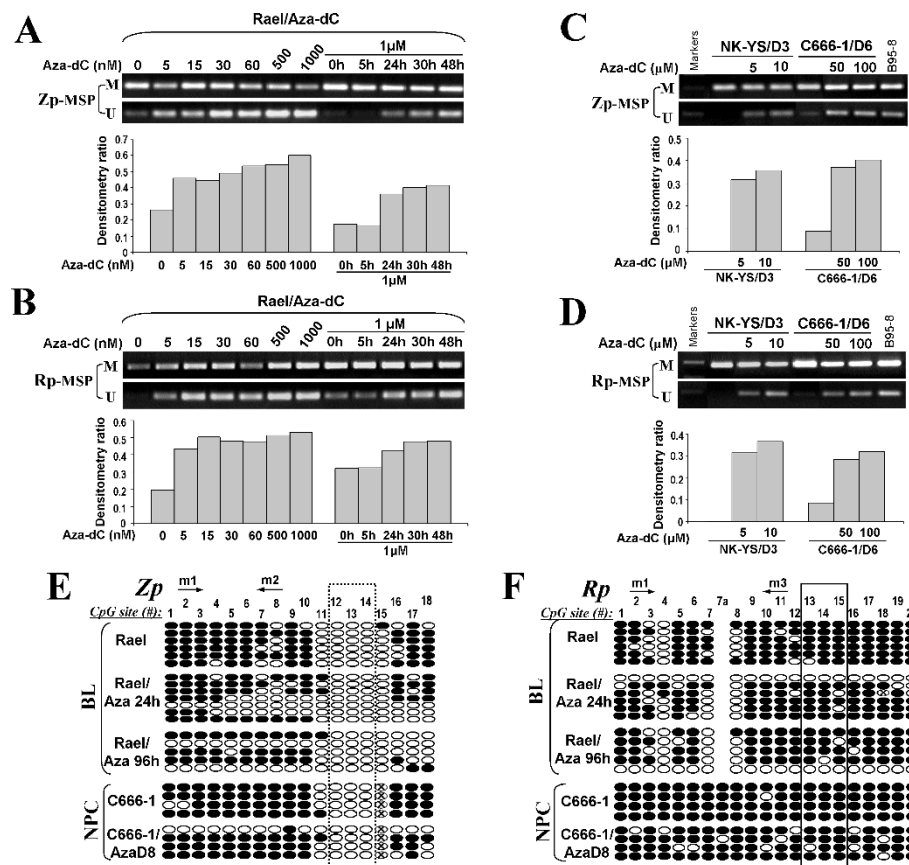 A
Rael/Aza-dC
1µM
Aza-dC (nM) 0 5 15 30 60 500 1000 0h 5h 24h 30h 48h
Zp-MSP
M
U
Densitometry ratio
0.7
0.6
0.5
0.4
0.3
0.2
0.1
0
Aza-dC (nM) 0 5 15 30 60 500 1000 0h 5h 24h 30h 48h
1µM
B
Rael/Aza-dC
1 µM
Aza-dC (nM) 0 5 15 30 60 500 1000 0h 5h 24h 30h 48h
Rp-MSP
M
U
Densitometry ratio
0.6
0.5
0.4
0.3
0.2
0.1
0
Aza-dC (nM) 0 5 15 30 60 500 1000 0h 5h 24h 30h 48h
1µM
C
Markers NK-YS/D3 C666-1/D6 B95-8
Aza-dC (µM) 5 10 50 100
Zp-MSP
M
U
Densitometry ratio
0.5
0.4
0.3
0.2
0.1
0
Aza-dC (µM) 5 10 50 100
NK-YS/D3 C666-1/D6
D
Markers NK-YS/D3 C666-1/D6 B95-8
Aza-dC (µM) 5 10 50 100
Rp-MSP
M
U
Densitometry ratio
0.4
0.3
0.2
0.1
0
Aza-dC (µM) 5 10 50 100
NK-YS/D3 C666-1/D6
E
Zp m1 m2
CpG site (#): 1 2 3 4 5 6 7 8 9 10 11 12 13 14 15 16 17 18
BL
Rael
Rael/
Aza 24h
Rael/
Aza 96h
NPC
C666-1
C666-1/
AzaD8
F
Rp m1 m3
CpG site (#): 1 2 3 4 5 6 7 7a 8 9 10 11 12 13 14 15 16 17 18 19
BL
Rael
Rael/
Aza 24h
Rael/
Aza 96h
NPC
C666-1
C666-1/
AzaD8